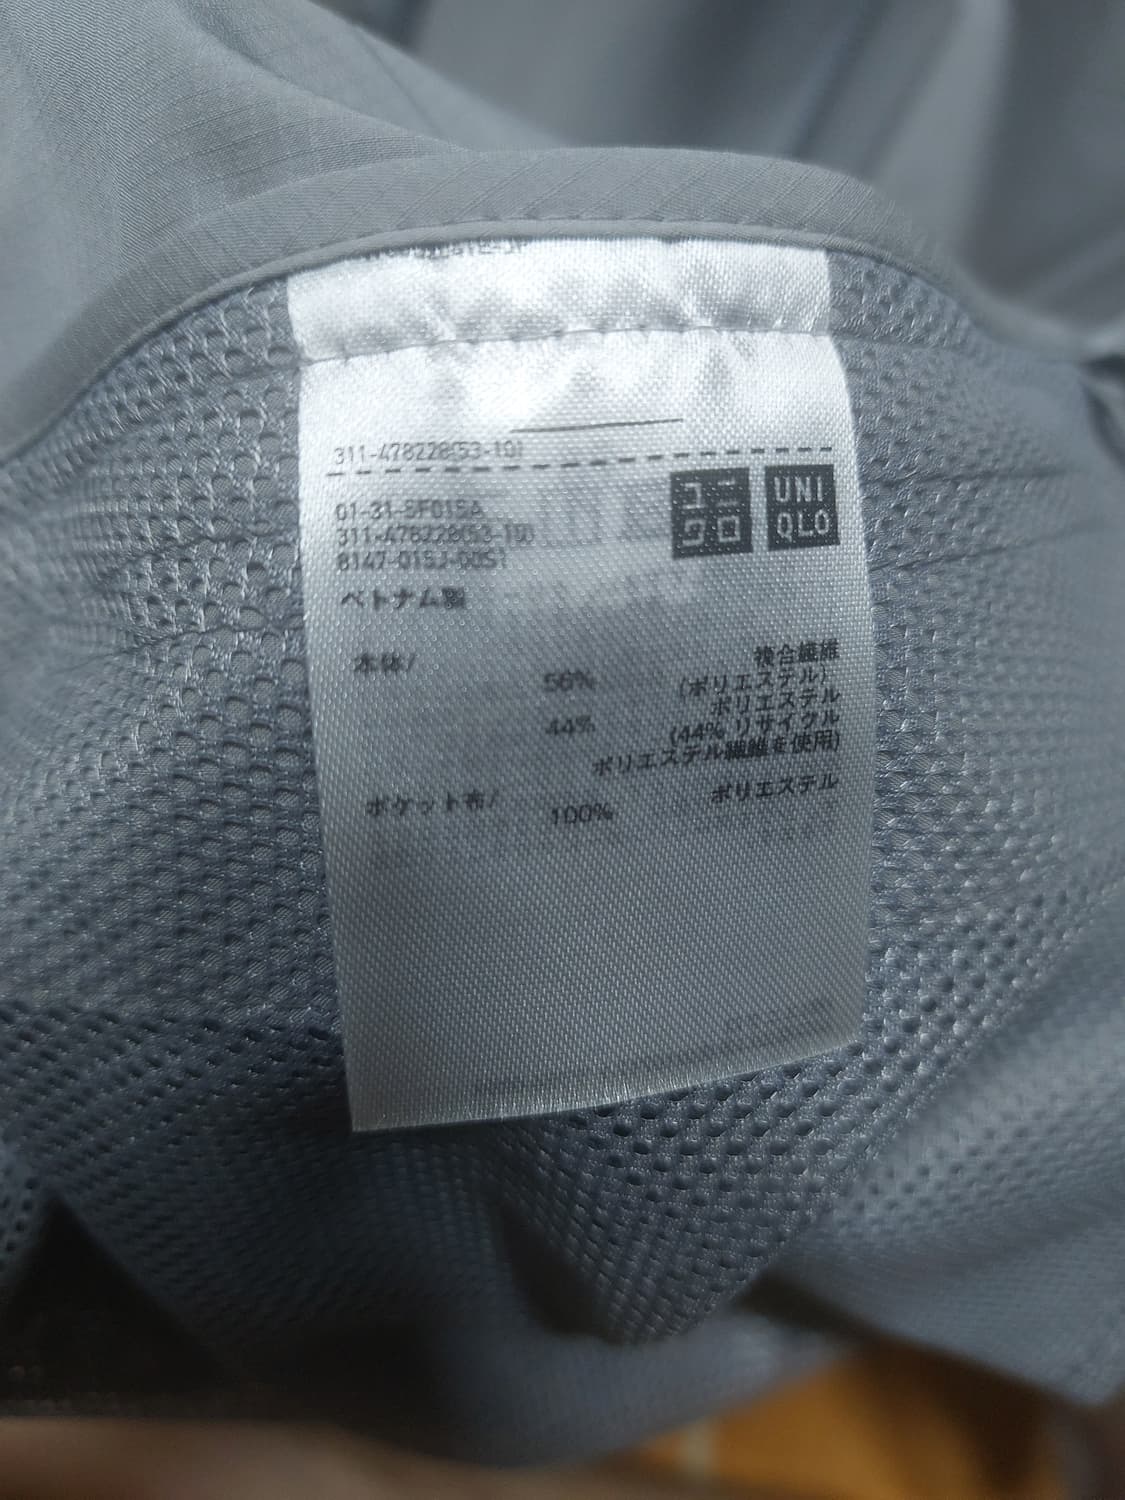 311-478228(53-10)
01-31-SF01SA
311-478228(53-10)
8147-01SJ-00S1
ユニ
クロ
UNI
QLO
ベトナム製
本体/
56%
複合繊維
(ポリエステル)
44%
ポリエステル
(44% リサイクル
ポリエステル繊維を使用)
ポケット布/
100%
ポリエステル